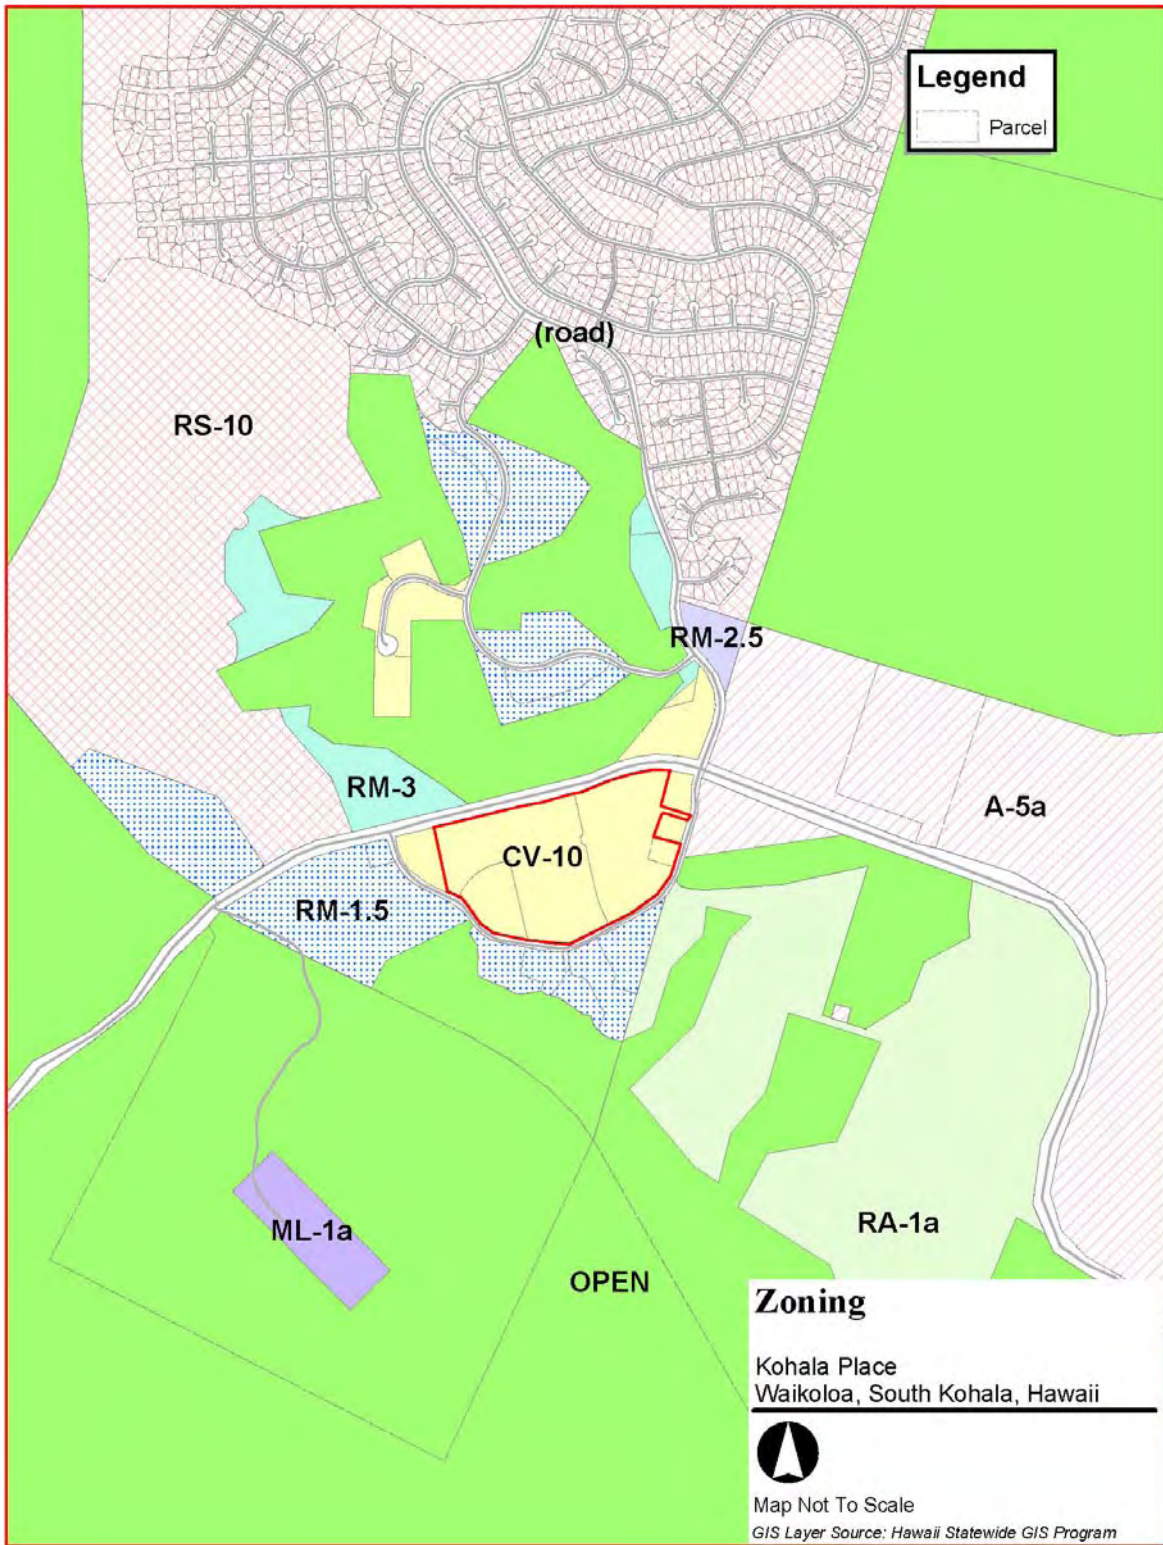 Legend
Parcel
(road)
RS-10
RM-2.5
RM-3
A-5a
CV-10
RM-1.5
RA-1a
ML-1a
OPEN
Zoning
Kohala Place
Waikoloa, South Kohala, Hawaii
Map Not To Scale
GIS Layer Source: Hawaii Statewide GIS Program